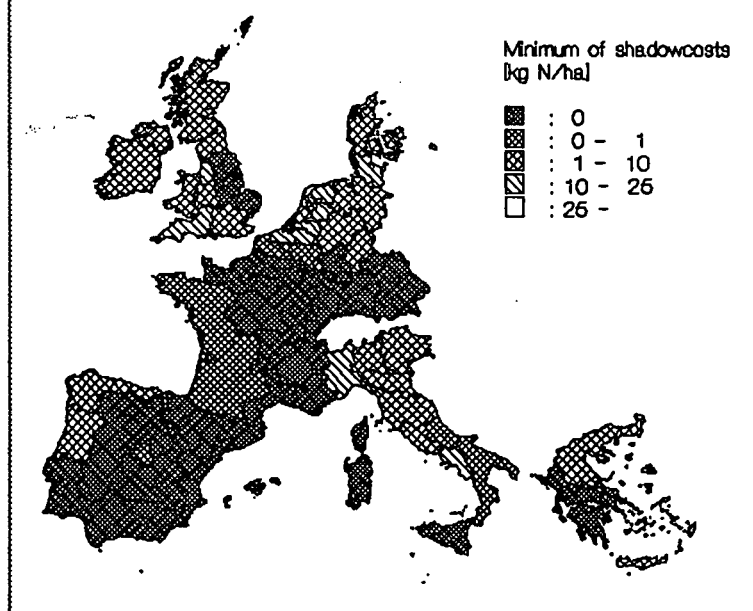 Minimum of shadowcosts
[kg N/ha]
: 0
: 0 - 1
: 1 - 10
: 10 - 25
: 25 -